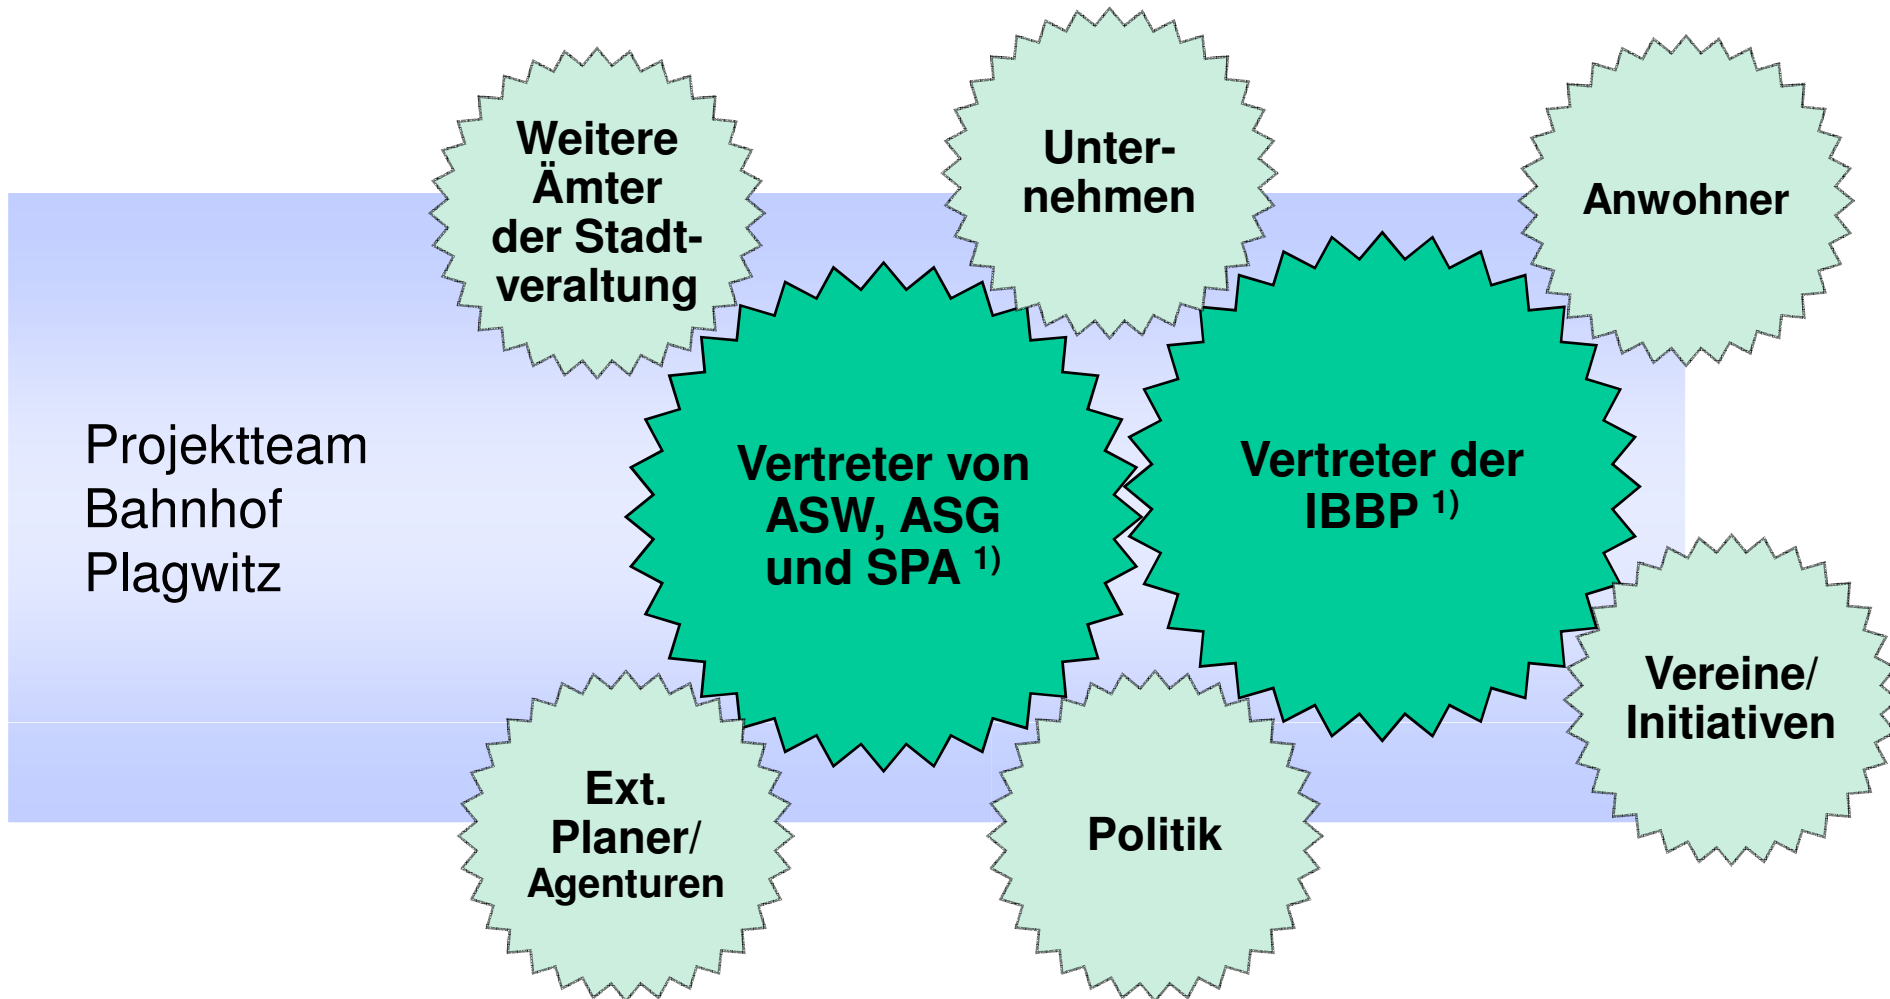 Weitere
Ämter
der Stadt-
veraltung
Unter-
nehmen
Anwohner
Projektteam
Bahnhof
Plagwitz
Vertreter von
ASW, ASG
und SPA 1)
Vertreter der
IBBP 1)
Vereine/
Initiativen
Ext.
Planer/
Agenturen
Politik